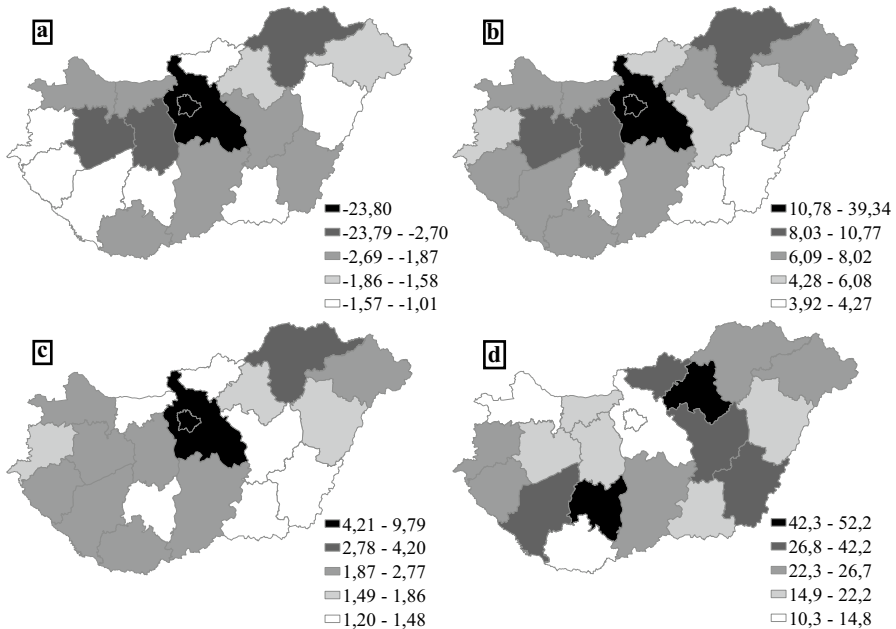 a
-23,80
-23,79 - -2,70
-2,69 - -1,87
-1,86 - -1,58
-1,57 - -1,01
b
10,78 - 39,34
8,03 - 10,77
6,09 - 8,02
4,28 - 6,08
3,92 - 4,27
c
4,21 - 9,79
2,78 - 4,20
1,87 - 2,77
1,49 - 1,86
1,20 - 1,48
d
42,3 - 52,2
26,8 - 42,2
22,3 - 26,7
14,9 - 22,2
10,3 - 14,8